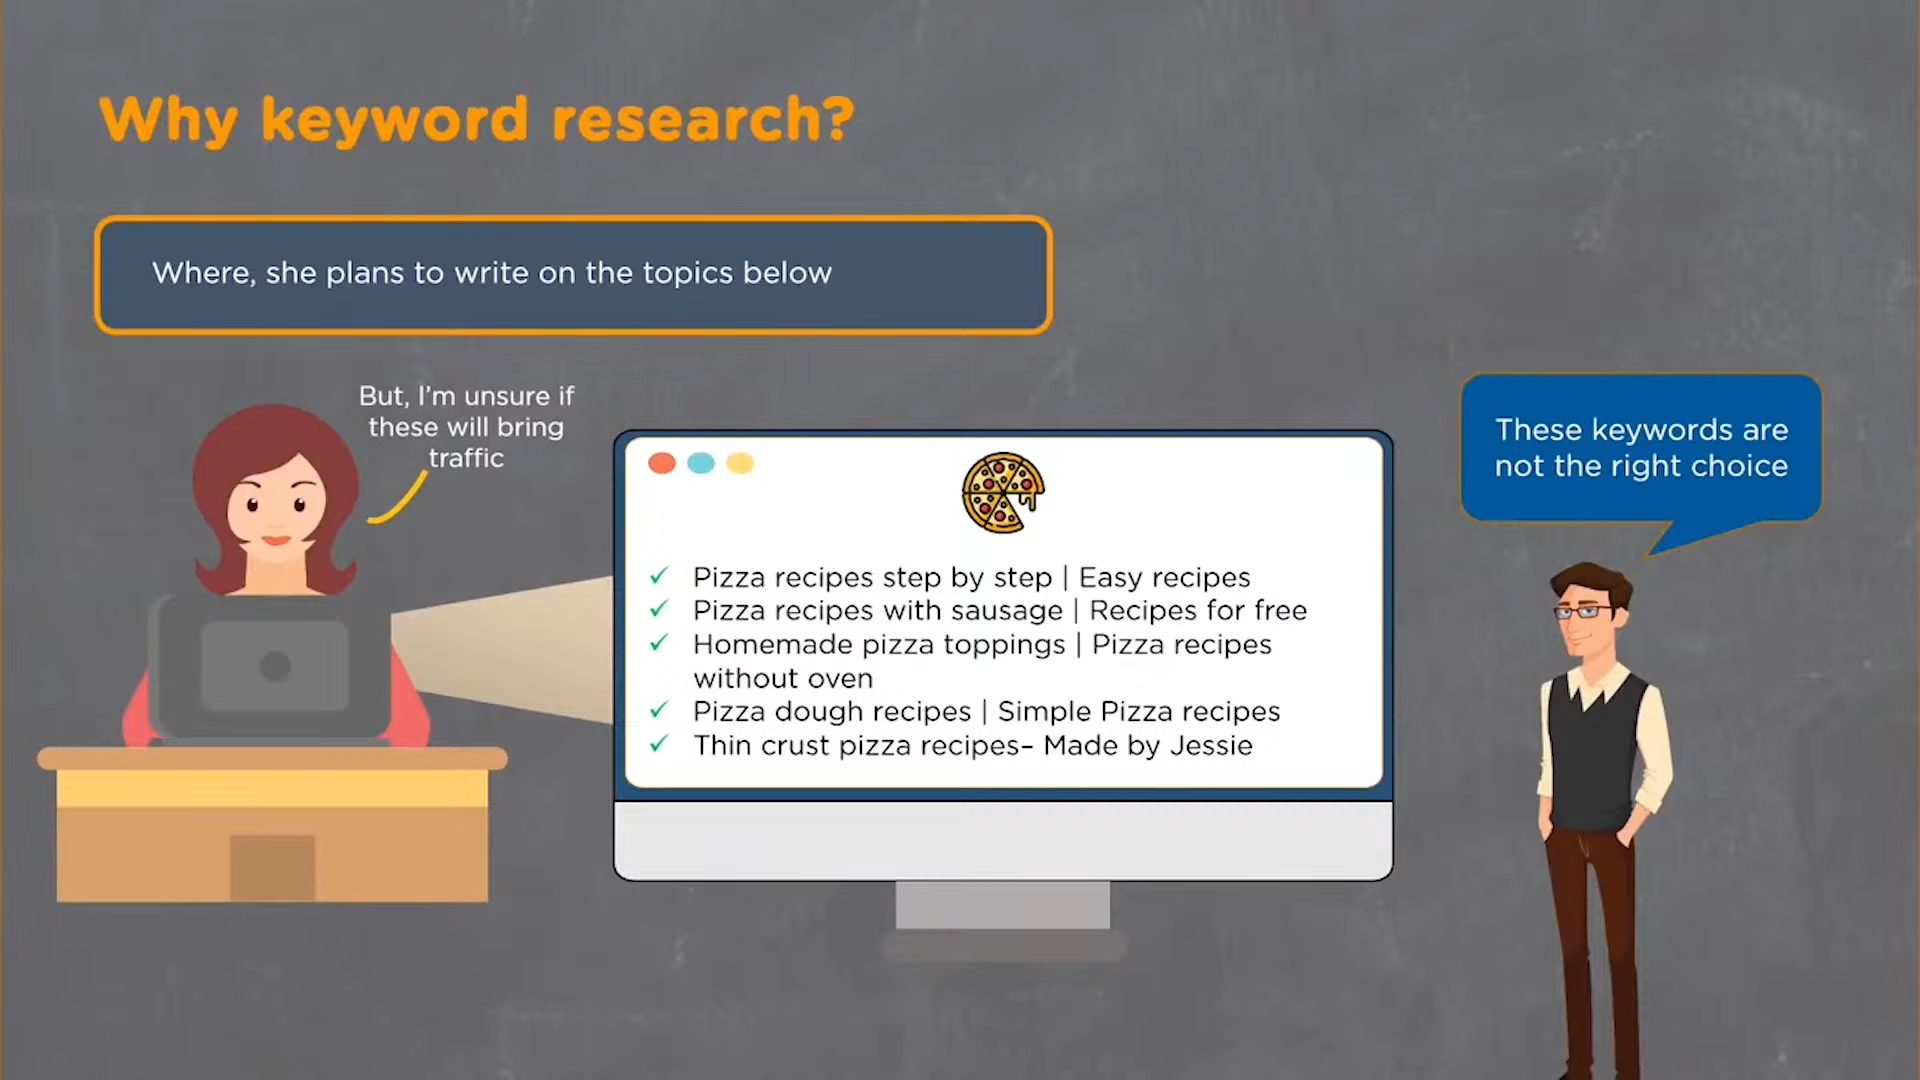 Why keyword research?
Where, she plans to write on the topics below
But, I'm unsure if
these will bring
traffic
These keywords are
not the right choice
Pizza recipes step by step | Easy recipes
Pizza recipes with sausage | Recipes for free
Homemade pizza toppings | Pizza recipes
without oven
Pizza dough recipes | Simple Pizza recipes
Thin crust pizza recipes– Made by Jessie